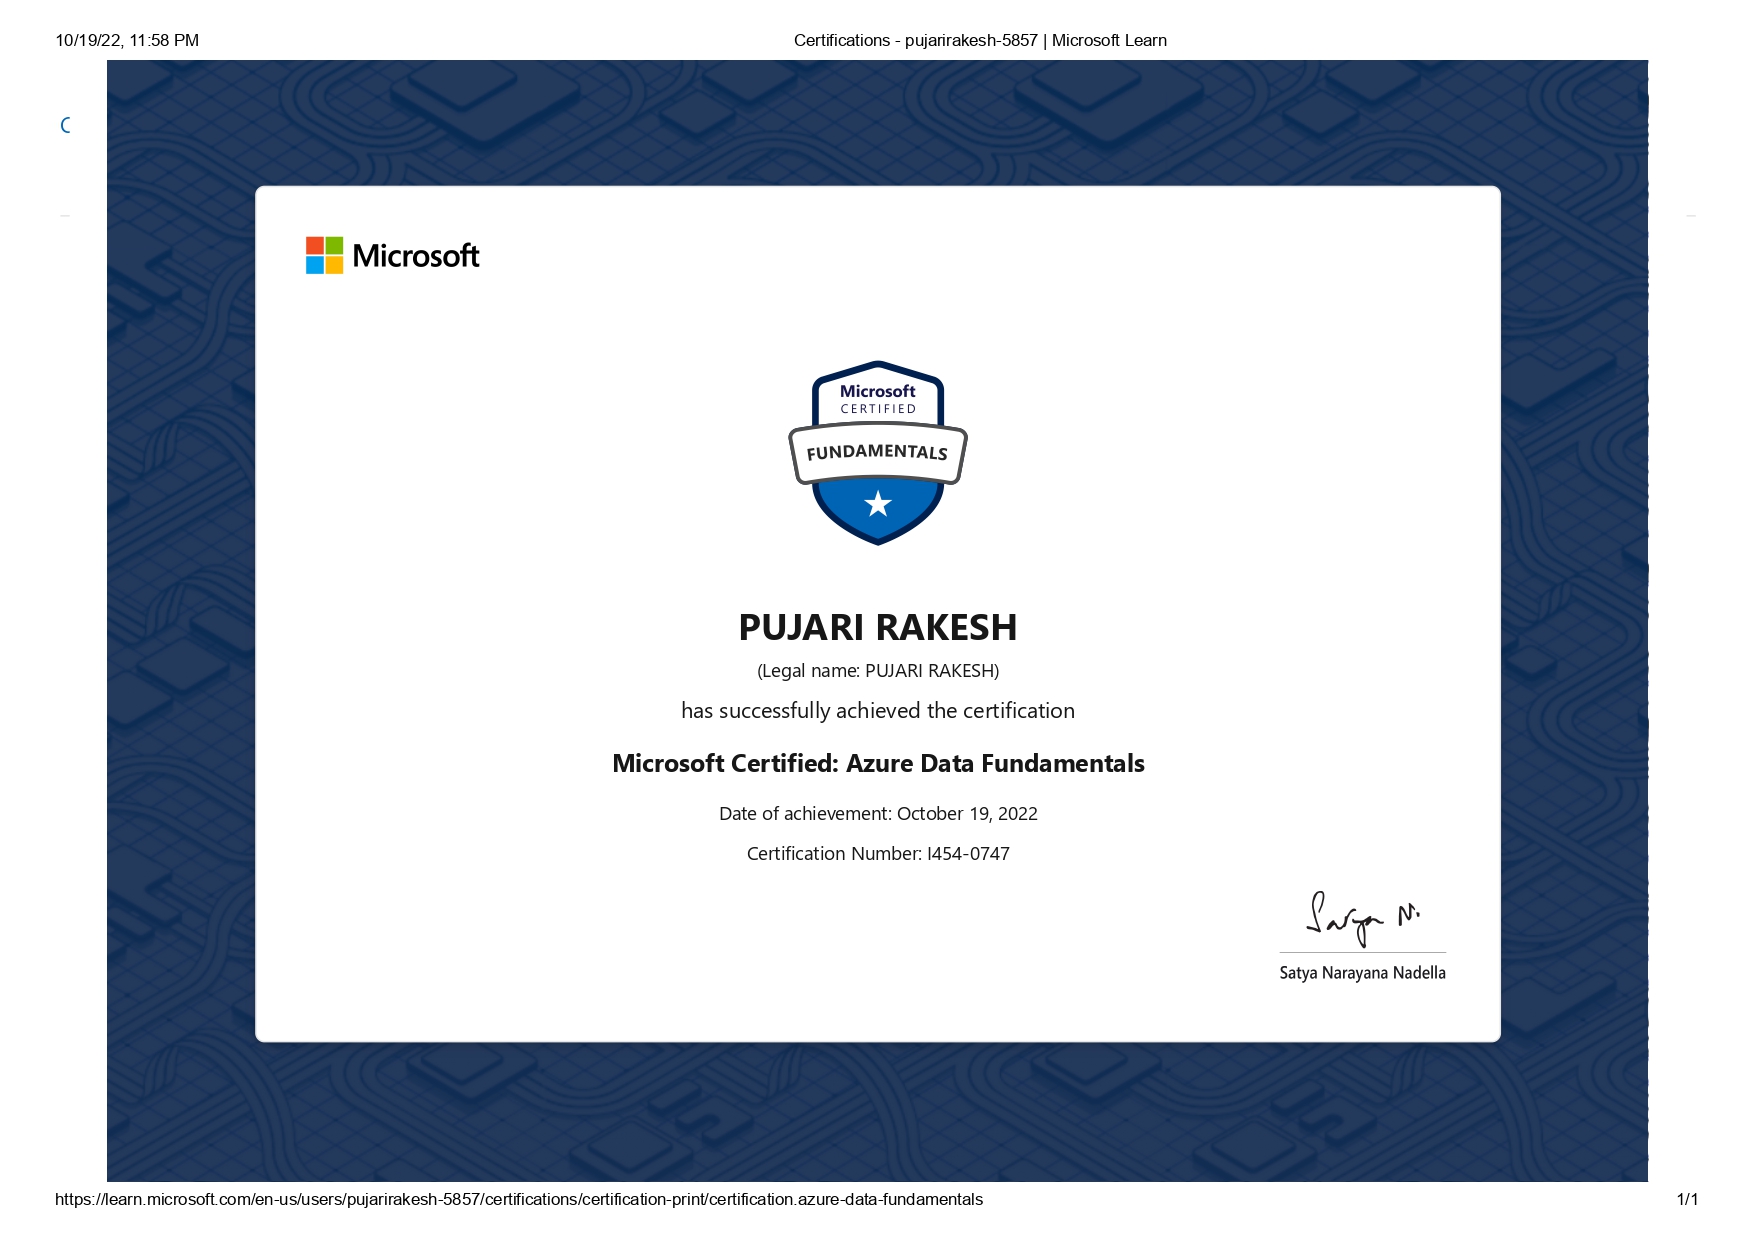 10/19/22, 11:58 PM Certifications - pujarirakesh-5857 | Microsoft Learn
C
Microsoft
Microsoft
CERTIFIED
FUNDAMENTALS
PUJARI RAKESH
(Legal name: PUJARI RAKESH)
has successfully achieved the certification
Microsoft Certified: Azure Data Fundamentals
Date of achievement: October 19, 2022
Certification Number: I454-0747
Satya N.
Satya Narayana Nadella
https://learn.microsoft.com/en-us/users/pujarirakesh-5857/certifications/certification-print/certification.azure-data-fundamentals 1/1